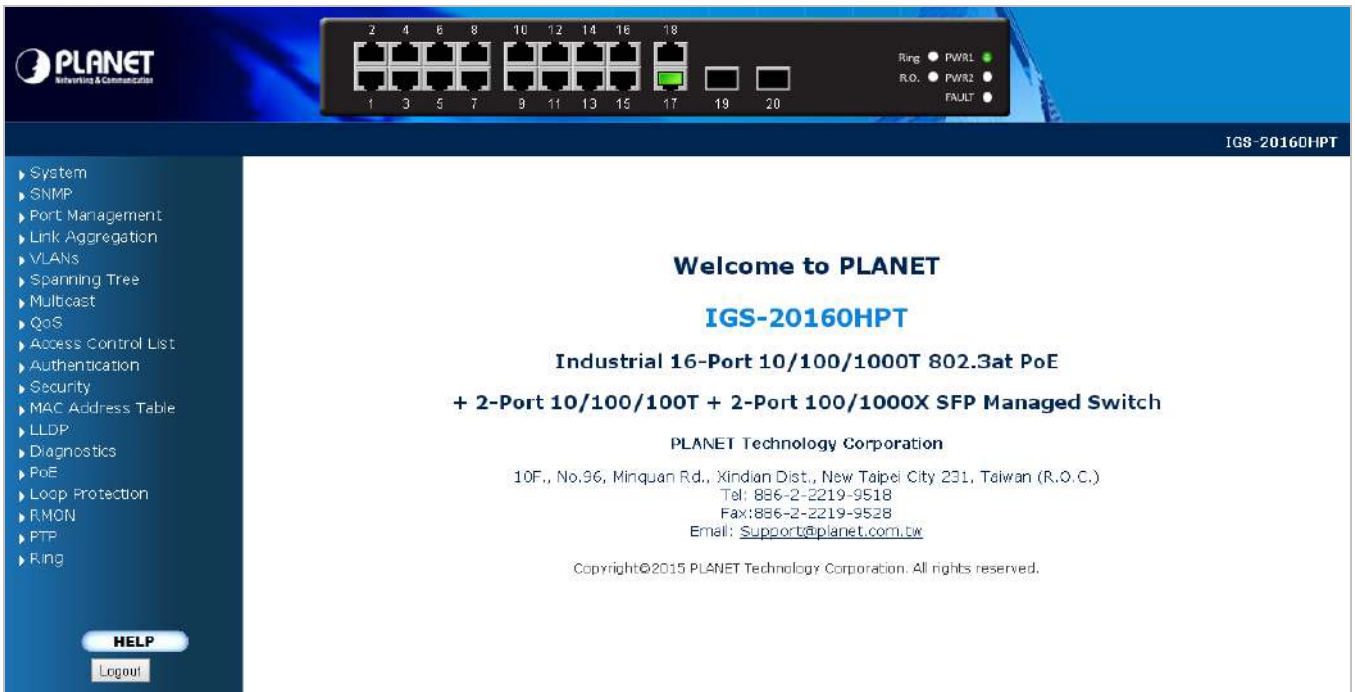 PLANET
Networking & Communication
2 4 6 8 10 12 14 16 18
Ring PWR1
R.O. PWR2
FAULT
1 3 5 7 9 11 13 15 17 19 20
IGS-20160HPT
System
SNMP
Port Management
Link Aggregation
VLANs
Spanning Tree
Multicast
QoS
Access Control List
Authentication
Security
MAC Address Table
LLDP
Diagnostics
PoE
Loop Protection
RMON
PTP
Ring
HELP
Logout
Welcome to PLANET
IGS-20160HPT
Industrial 16-Port 10/100/1000T 802.3at PoE
+ 2-Port 10/100/100T + 2-Port 100/1000X SFP Managed Switch
PLANET Technology Corporation
10F., No.96, Minquan Rd., Xindian Dist., New Taipei City 231, Taiwan (R.O.C.)
Tel: 886-2-2219-9518
Fax:886-2-2219-9528
Email: Support@planet.com.tw
Copyright©2015 PLANET Technology Corporation. All rights reserved.